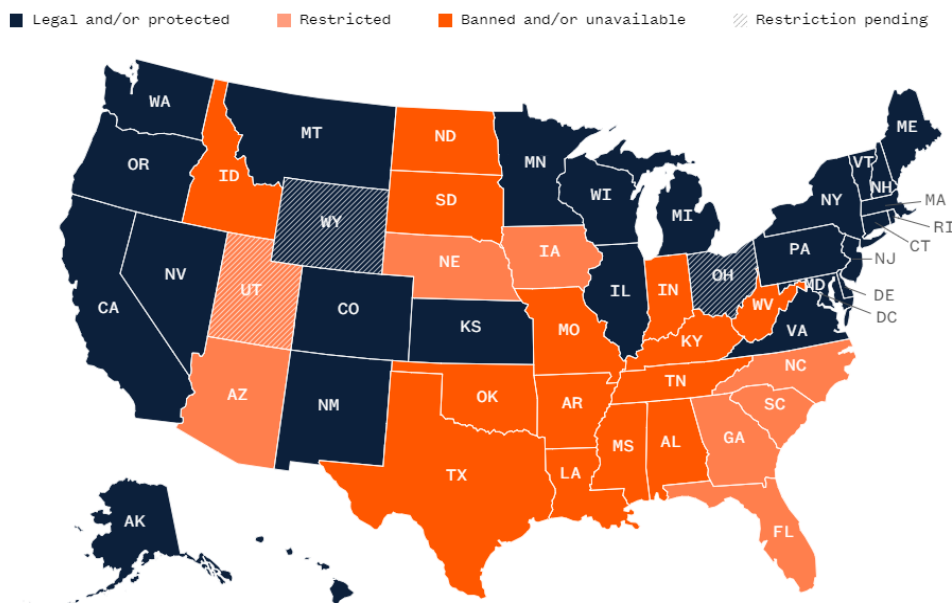 Legal and/or protected Restricted Banned and/or unavailable Restriction pending
WA
MT
ND
MN
ME
OR
ID
SD
WI
MI
VT
NH
NY
MA
RI
CT
WY
NE
IA
PA
NJ
NV
UT
CO
KS
IL
IN
OH
MD
DE
DC
CA
MO
WV
VA
KY
AZ
NM
OK
AR
TN
NC
SC
MS
AL
GA
TX
LA
FL
AK